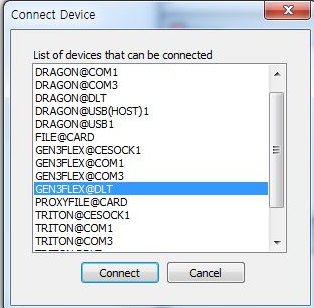 Connect Device
List of devices that can be connected
DRAGON@COM1
DRAGON@COM3
DRAGON@DLT
DRAGON@USB(HOST)1
DRAGON@USB1
FILE@CARD
GEN3FLEX@CESOCK1
GEN3FLEX@COM1
GEN3FLEX@COM3
GEN3FLEX@DLT
PROXYFILE@CARD
TRITON@CESOCK1
TRITON@COM1
TRITON@COM3
Connect
Cancel